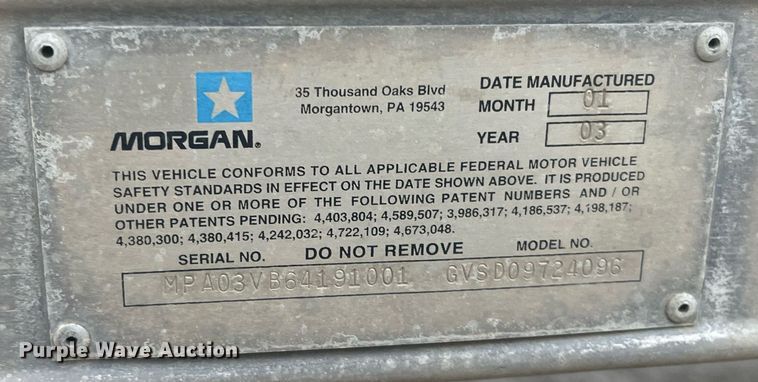 Purple Wave Auction
35 Thousand Oaks Blvd
Morgantown, PA 19543
DATE MANUFACTURED
MONTH 01
YEAR 03
MORGAN®
THIS VEHICLE CONFORMS TO ALL APPLICABLE FEDERAL MOTOR VEHICLE
SAFETY STANDARDS IN EFFECT ON THE DATE SHOWN ABOVE. IT IS PRODUCED
UNDER ONE OR MORE OF THE FOLLOWING PATENT NUMBERS AND / OR
OTHER PATENTS PENDING: 4,403,804; 4,589,507; 3,986,317; 4,186,537; 4,198,187;
4,380,300; 4,380,415; 4,242,032; 4,722,109; 4,673,048.
SERIAL NO. DO NOT REMOVE MODEL NO.
MPA03VB64191001 GVSD09724096
Purple Wave Auction